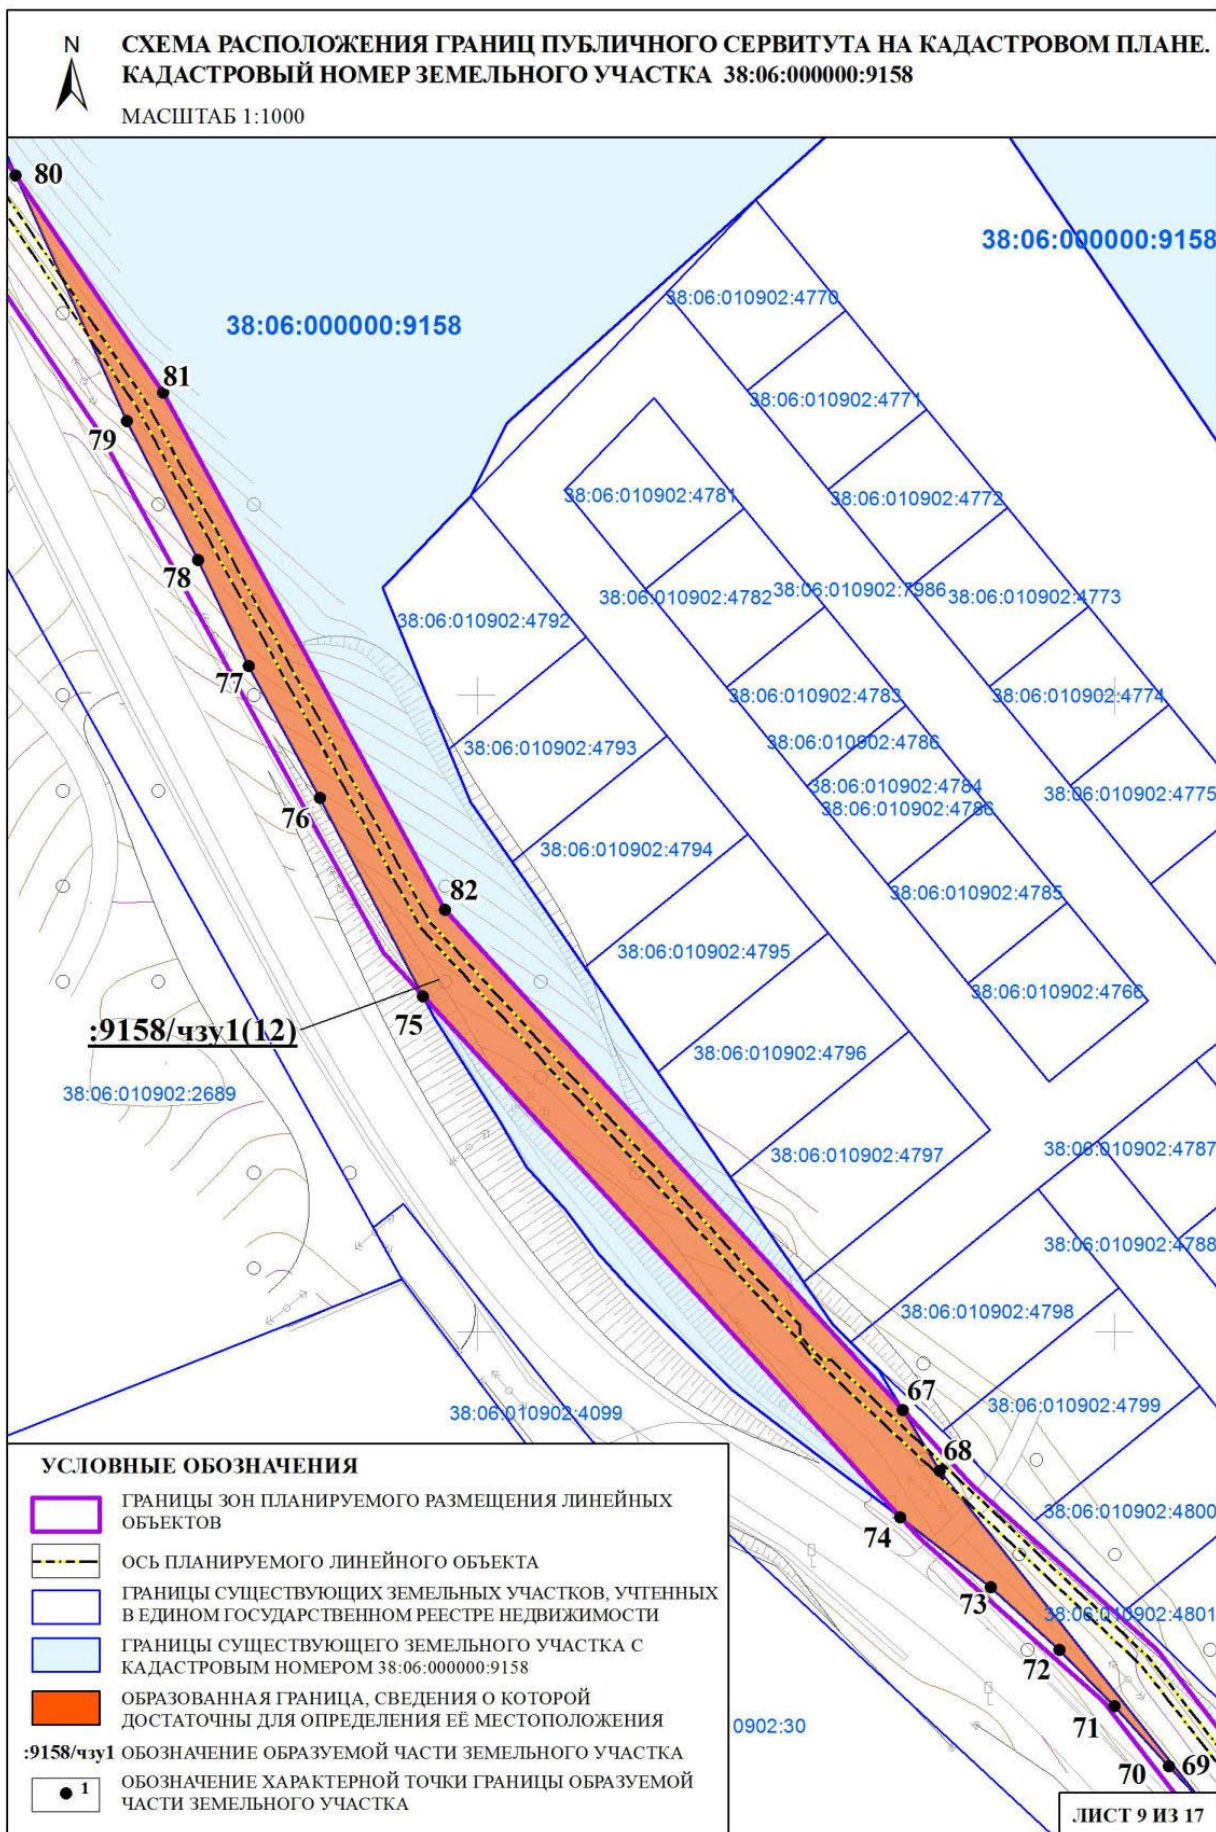 N
СХЕМА РАСПОЛОЖЕНИЯ ГРАНИЦ ПУБЛИЧНОГО СЕРВИТУТА НА КАДАСТРОВОМ ПЛАНЕ.
КАДАСТРОВЫЙ НОМЕР ЗЕМЕЛЬНОГО УЧАСТКА 38:06:000000:9158
МАСШТАБ 1:1000
80
38:06:000000:9158
38:06:010902:4770
38:06:000000:9158
81
38:06:010902:4771
79
38:06:010902:4781
38:06:010902:4772
78
38:06:010902:4782
38:06:010902:7986
38:06:010902:4773
38:06:010902:4792
77
38:06:010902:4783
38:06:010902:4774
38:06:010902:4793
38:06:010902:4786
38:06:010902:4784
38:06:010902:4775
76
38:06:010902:4786
38:06:010902:4794
82
38:06:010902:4785
38:06:010902:4795
38:06:010902:4766
75
:9158/чзу1(12)
38:06:010902:4796
38:06:010902:2689
38:06:010902:4797
38:06:010902:4787
38:06:010902:4788
38:06:010902:4798
67
38:06:010902:4799
38:06:010902:4099
68
74
38:06:010902:4800
73
38:06:010902:4801
72
71
0902:30
70
69
УСЛОВНЫЕ ОБОЗНАЧЕНИЯ
ГРАНИЦЫ ЗОН ПЛАНИРУЕМОГО РАЗМЕЩЕНИЯ ЛИНЕЙНЫХ
ОБЪЕКТОВ
ОСЬ ПЛАНИРУЕМОГО ЛИНЕЙНОГО ОБЪЕКТА
ГРАНИЦЫ СУЩЕСТВУЮЩИХ ЗЕМЕЛЬНЫХ УЧАСТКОВ, УЧТЕННЫХ
В ЕДИНОМ ГОСУДАРСТВЕННОМ РЕЕСТРЕ НЕДВИЖИМОСТИ
ГРАНИЦЫ СУЩЕСТВУЮЩЕГО ЗЕМЕЛЬНОГО УЧАСТКА С
КАДАСТРОВЫМ НОМЕРОМ 38:06:000000:9158
ОБРАЗОВАННАЯ ГРАНИЦА, СВЕДЕНИЯ О КОТОРОЙ
ДОСТАТОЧНЫ ДЛЯ ОПРЕДЕЛЕНИЯ ЕЁ МЕСТОПОЛОЖЕНИЯ
:9158/чзу1 ОБОЗНАЧЕНИЕ ОБРАЗУЕМОЙ ЧАСТИ ЗЕМЕЛЬНОГО УЧАСТКА
1 ОБОЗНАЧЕНИЕ ХАРАКТЕРНОЙ ТОЧКИ ГРАНИЦЫ ОБРАЗУЕМОЙ
ЧАСТИ ЗЕМЕЛЬНОГО УЧАСТКА
ЛИСТ 9 ИЗ 17